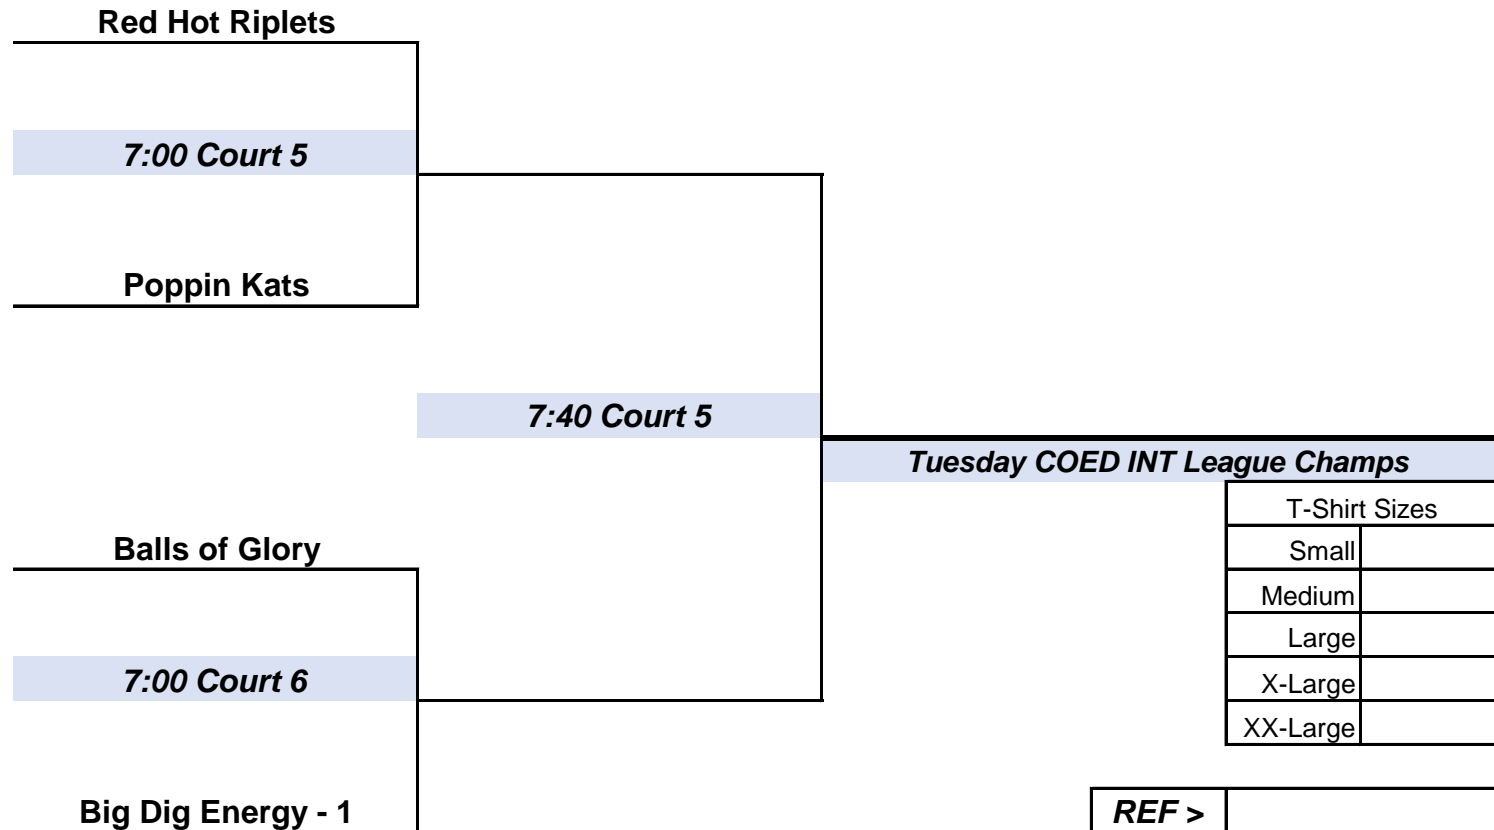 Red Hot Riplets
7:00 Court 5
Poppin Kats
7:40 Court 5
Tuesday COED INT League Champs
T-Shirt Sizes
Balls of Glory
Small
Medium
Large
7:00 Court 6
X-Large
XX-Large
Big Dig Energy - 1
REF >